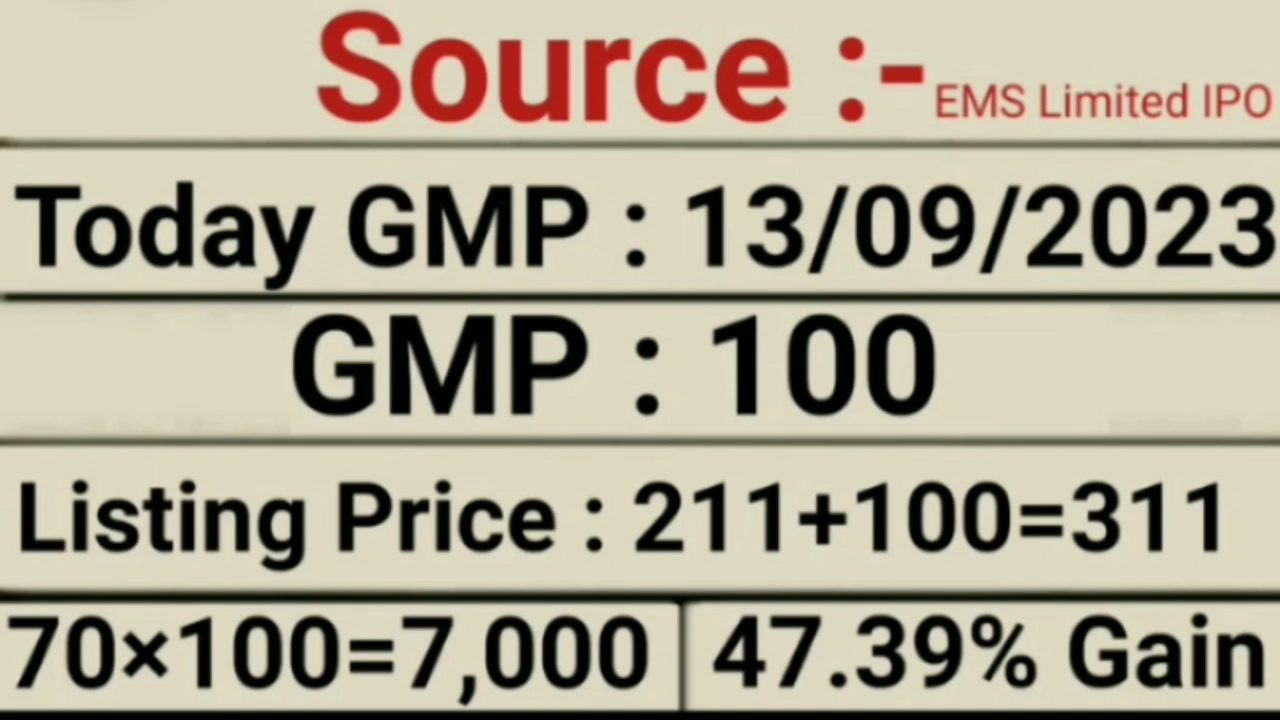 Source :- EMS Limited IPO
Today GMP : 13/09/2023
GMP : 100
Listing Price : 211+100=311
70×100=7,000
47.39% Gain